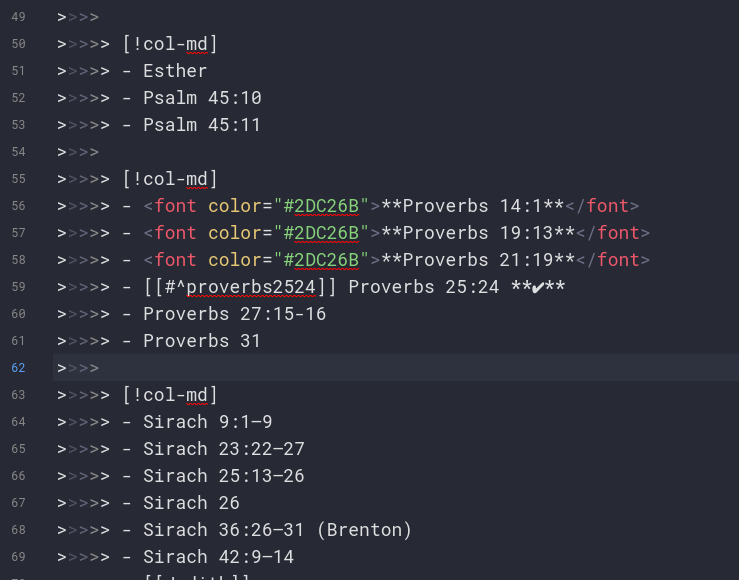 49 >>>>
50 >>>>> [!col-md]
51 >>>>> - Esther
52 >>>>> - Psalm 45:10
53 >>>>> - Psalm 45:11
54 >>>>
55 >>>>> [!col-md]
56 >>>>> - <font color="#2DC26B">**Proverbs 14:1**</font>
57 >>>>> - <font color="#2DC26B">**Proverbs 19:13**</font>
58 >>>>> - <font color="#2DC26B">**Proverbs 21:19**</font>
59 >>>>> - [[#^proverbs2524]] Proverbs 25:24 **✔**
60 >>>>> - Proverbs 27:15-16
61 >>>>> - Proverbs 31
62 >>>>
63 >>>>> [!col-md]
64 >>>>> - Sirach 9:1–9
65 >>>>> - Sirach 23:22–27
66 >>>>> - Sirach 25:13–26
67 >>>>> - Sirach 26
68 >>>>> - Sirach 36:26–31 (Brenton)
69 >>>>> - Sirach 42:9–14